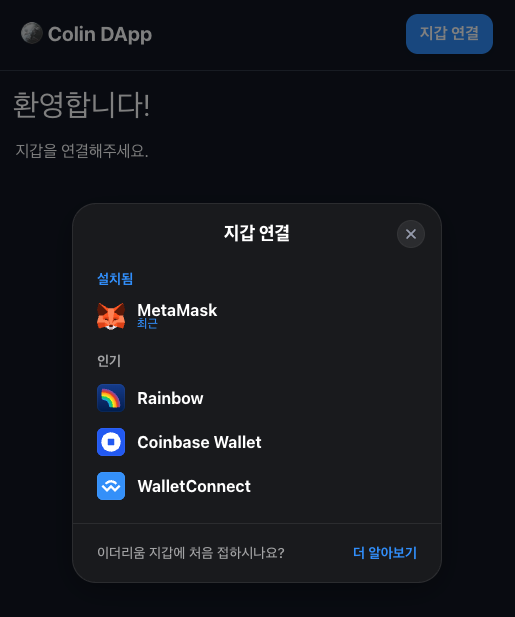 Colin DApp
지갑 연결
환영합니다!
지갑을 연결해주세요.
지갑 연결
설치됨
MetaMask
최근
인기
Rainbow
Coinbase Wallet
WalletConnect
이더리움 지갑에 처음 접하시나요?
더 알아보기